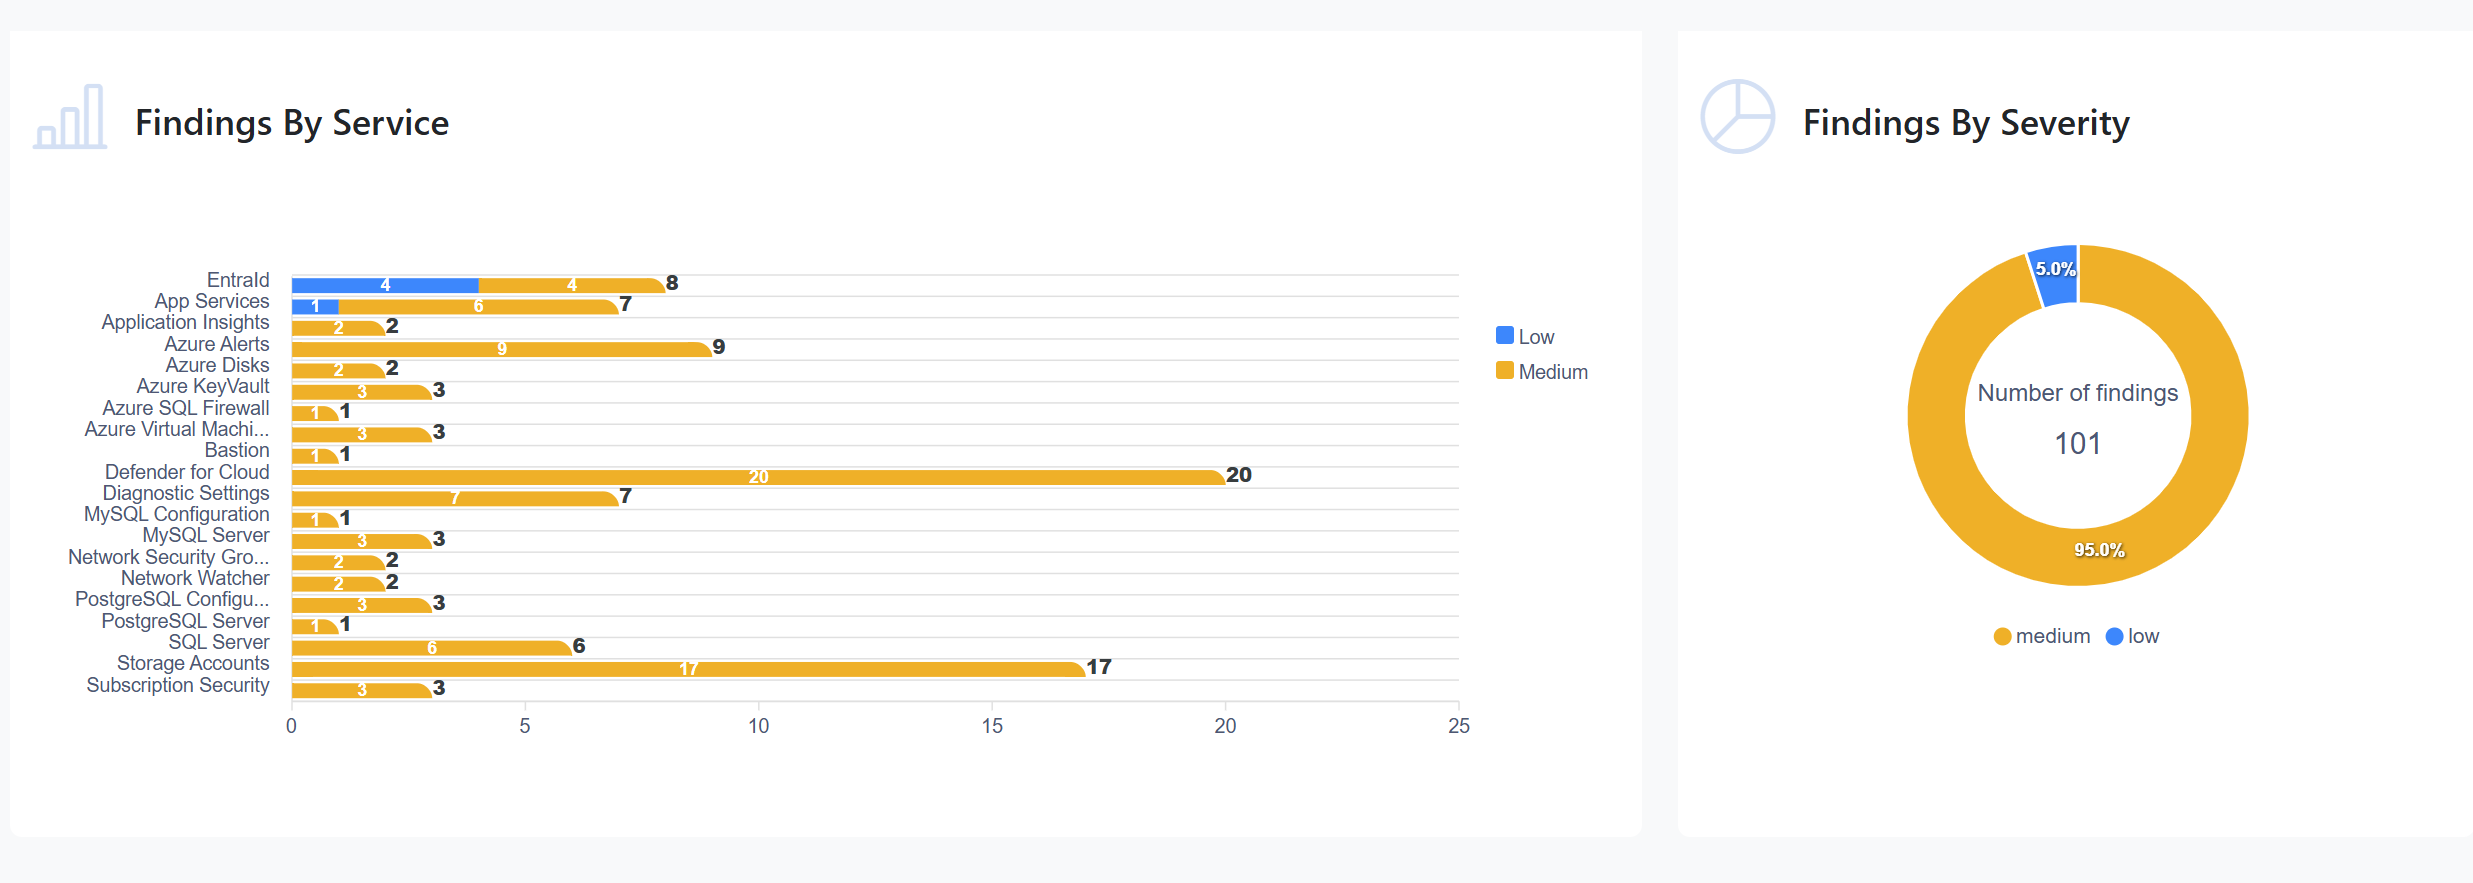 Findings By Service
EntraId 4 4 8
App Services 1 6 7
Application Insights 2 2
Azure Alerts 9 9
Azure Disks 2 2
Azure KeyVault 3 3
Azure SQL Firewall 1 1
Azure Virtual Machi... 3 3
Bastion 1 1
Defender for Cloud 20 20
Diagnostic Settings 7 7
MySQL Configuration 1 1
MySQL Server 3 3
Network Security Gro... 2 2
Network Watcher 2 2
PostgreSQL Configu... 3 3
PostgreSQL Server 1 1
SQL Server 6 6
Storage Accounts 17 17
Subscription Security 3 3
0 5 10 15 20 25
Low
Medium
Findings By Severity
5.0%
Number of findings
101
95.0%
medium low